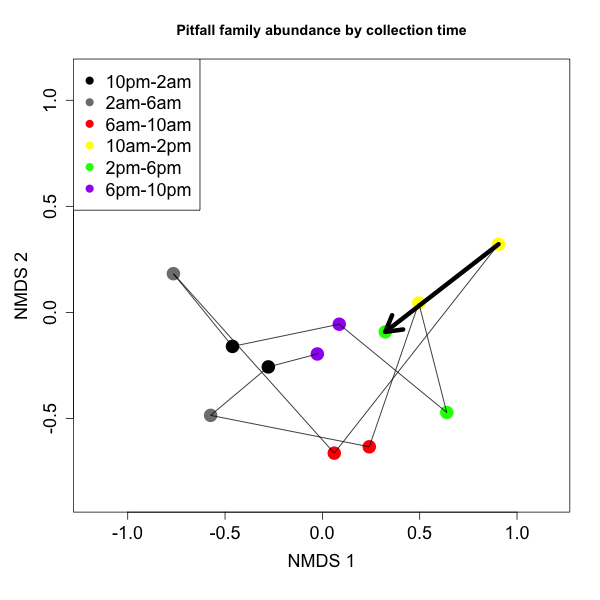 Pitfall family abundance by collection time
10pm-2am
2am-6am
6am-10am
10am-2pm
2pm-6pm
6pm-10pm
1.0
0.5
0.0
-0.5
NMDS 2
-1.0 -0.5 0.0 0.5 1.0
NMDS 1